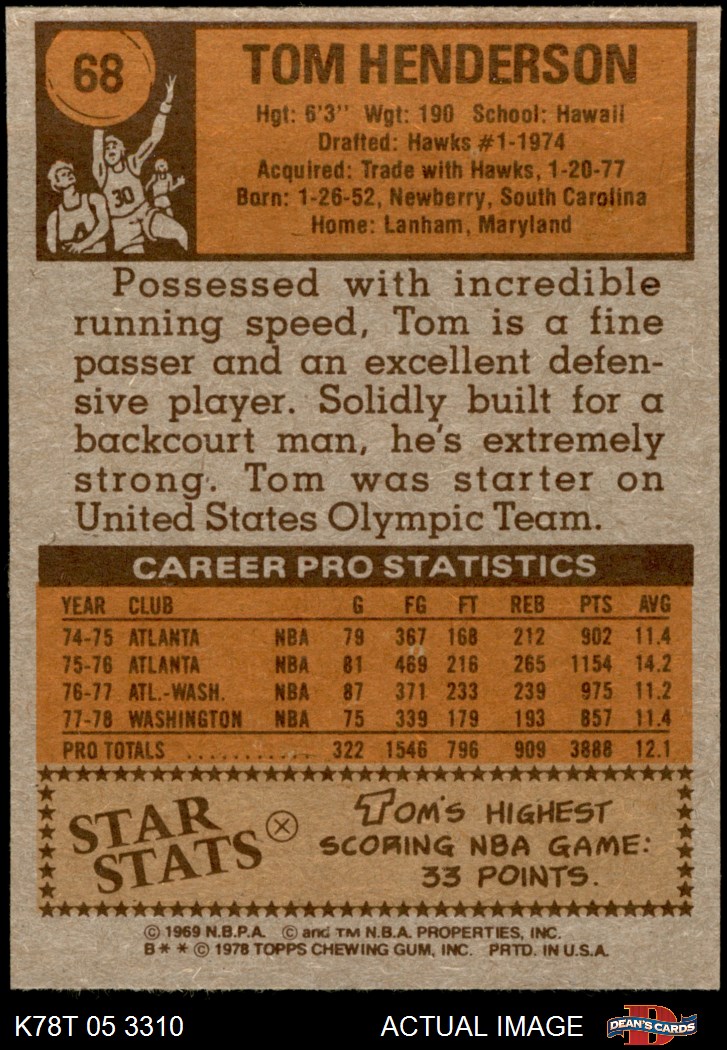 68
TOM HENDERSON
Hgt: 6'3" Wgt: 190 School: Hawaii
Drafted: Hawks #1-1974
Acquired: Trade with Hawks, 1-20-77
Born: 1-26-52, Newberry, South Carolina
Home: Lanham, Maryland
30
Possessed with incredible
running speed, Tom is a fine
passer and an excellent defen-
sive player. Solidly built for a
backcourt man, he's extremely
strong. Tom was starter on
United States Olympic Team.
CAREER PRO STATISTICS
YEAR CLUB G FG FT REB PTS AVG
74-75 ATLANTA NBA 79 367 168 212 902 11.4
75-76 ATLANTA NBA 81 469 216 265 1154 14.2
76-77 ATL.-WASH. NBA 87 371 233 239 975 11.2
77-78 WASHINGTON NBA 75 339 179 193 857 11.4
PRO TOTALS ........... 322 1546 796 909 3888 12.1
STAR
STATS
TOM'S HIGHEST
SCORING NBA GAME:
33 POINTS.
© 1969 N.B.P.A. © and TM N.B.A. PROPERTIES, INC.
B * * © 1978 TOPPS CHEWING GUM, INC. PRTD. IN U.S.A.
K78T 05 3310 ACTUAL IMAGE
D
DEAN'S CARDS